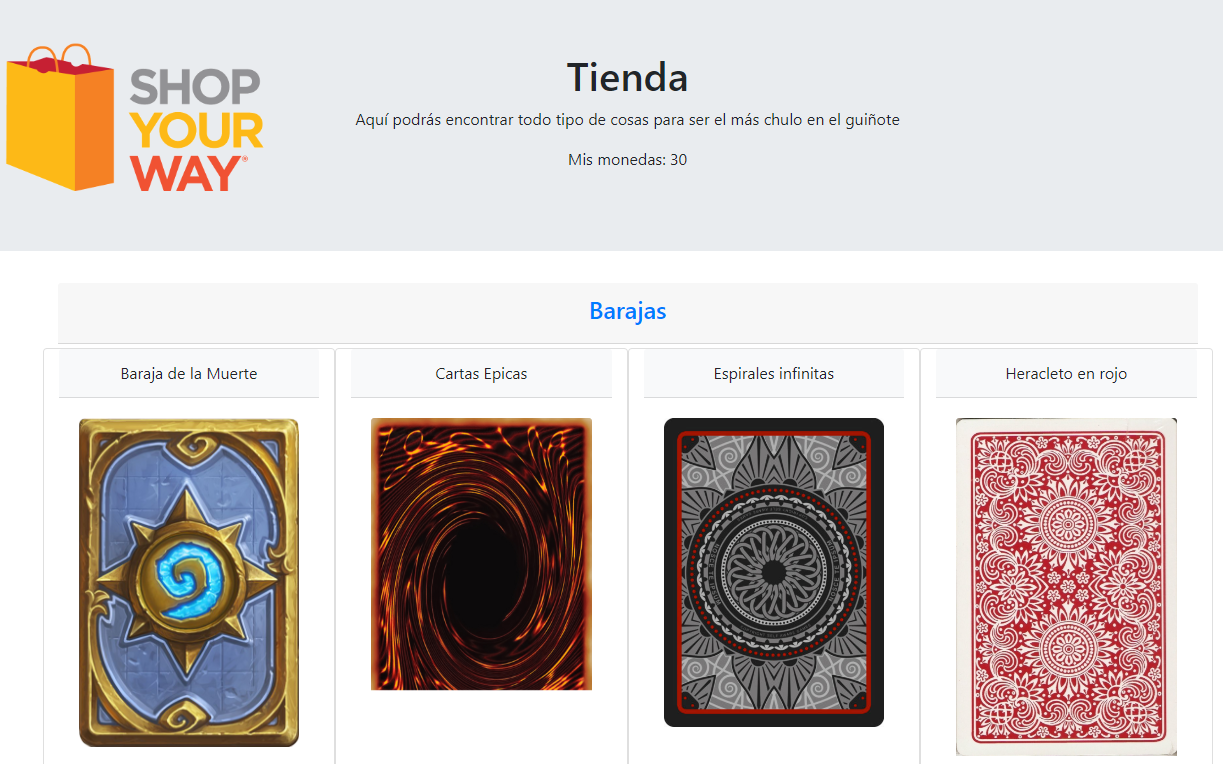 SHOP
YOUR
WAY®
Tienda
Aquí podrás encontrar todo tipo de cosas para ser el más chulo en el guiñote
Mis monedas: 30
Barajas
Baraja de la Muerte
Cartas Epicas
Espirales infinitas
Heracleto en rojo